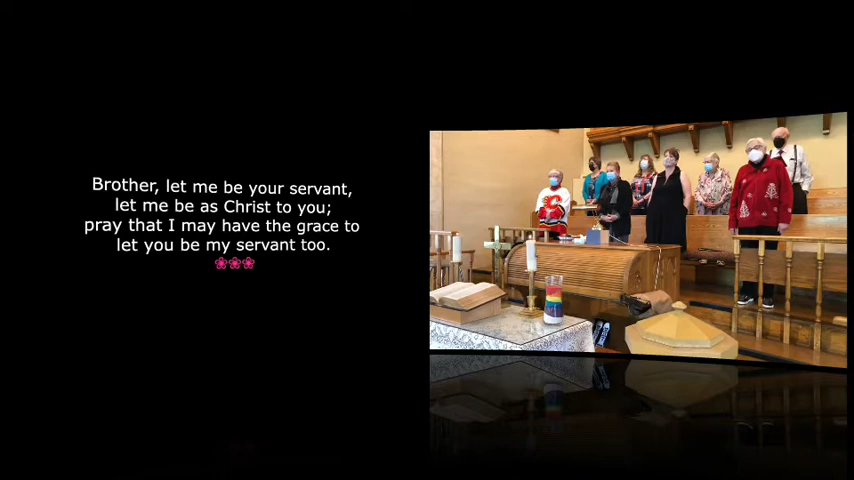 Brother, let me be your servant,
let me be as Christ to you;
pray that I may have the grace to
let you be my servant too.